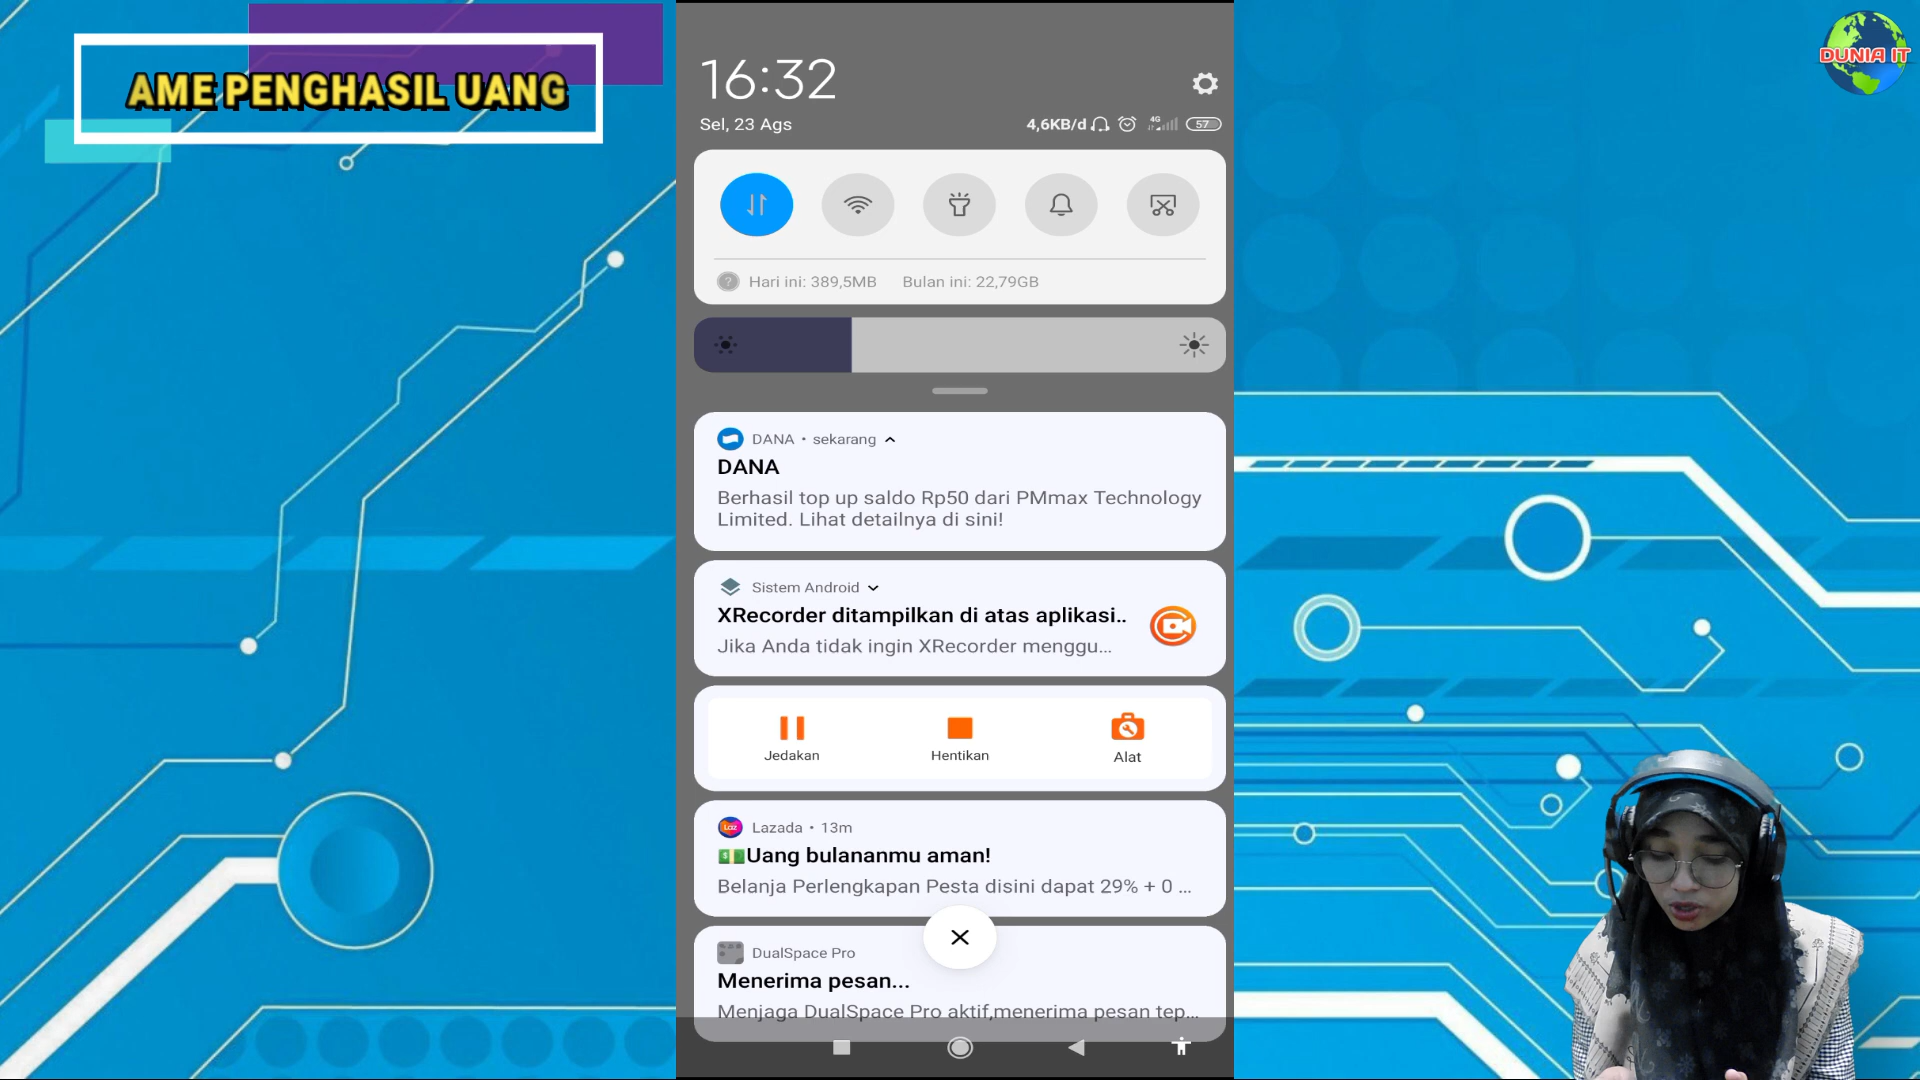 AME PENGHASIL UANG
DUNIA IT
16:32
Sel, 23 Ags
4,6KB/d 4G 57
Hari ini: 389,5MB Bulan ini: 22,79GB
DANA • sekarang
DANA
Berhasil top up saldo Rp50 dari PMmax Technology
Limited. Lihat detailnya di sini!
Sistem Android
XRecorder ditampilkan di atas aplikasi..
Jika Anda tidak ingin XRecorder menggu...
Jedakan Hentikan Alat
Laz Lazada • 13m
💵Uang bulananmu aman!
Belanja Perlengkapan Pesta disini dapat 29% + 0 ...
DualSpace Pro
Menerima pesan...
Menjaga DualSpace Pro aktif,menerima pesan tep...